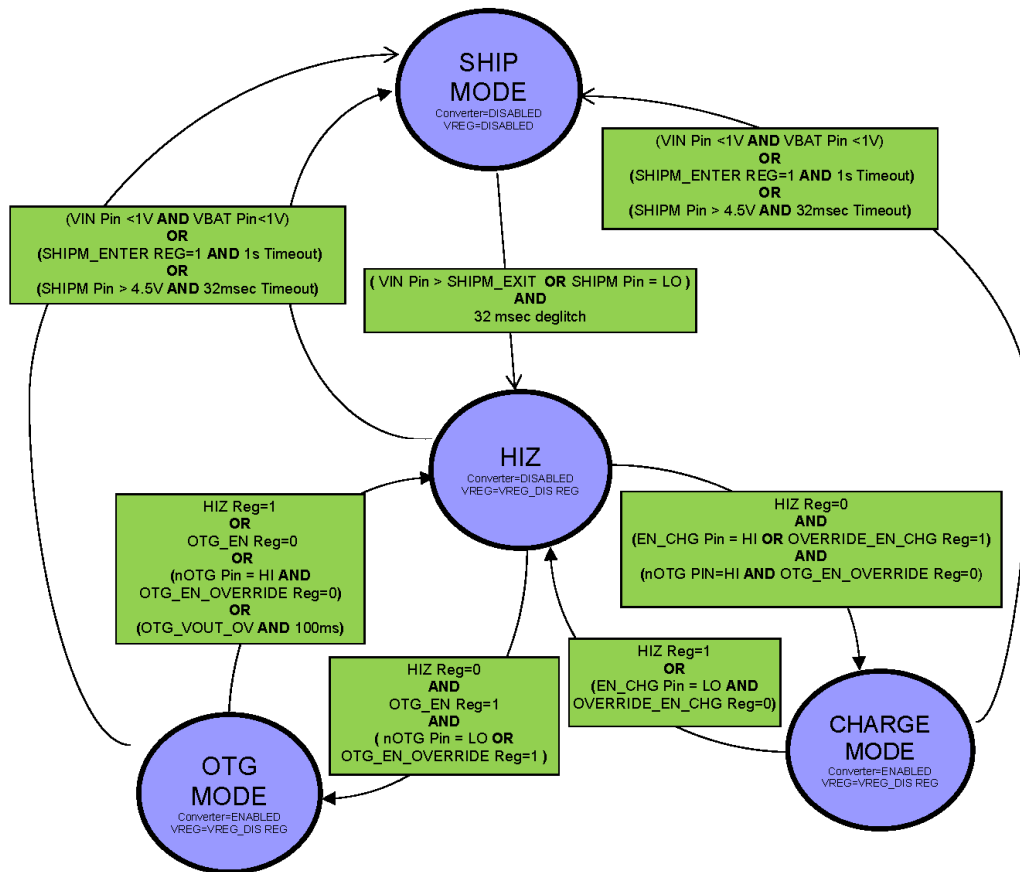 SHIP
MODE
Converter=DISABLED
VREG=DISABLED
(VIN Pin <1V AND VBAT Pin <1V)
OR
(SHIPM_ENTER REG=1 AND 1s Timeout)
OR
(SHIPM Pin > 4.5V AND 32msec Timeout)
(VIN Pin <1V AND VBAT Pin<1V)
OR
(SHIPM_ENTER REG=1 AND 1s Timeout)
OR
(SHIPM Pin > 4.5V AND 32msec Timeout)
( VIN Pin > SHIPM_EXIT OR SHIPM Pin = LO )
AND
32 msec deglitch
HIZ
Converter=DISABLED
VREG=VREG_DIS REG
HIZ Reg=1
OR
OTG_EN Reg=0
OR
(nOTG Pin = HI AND
OTG_EN_OVERRIDE Reg=0)
OR
(OTG_VOUT_OV AND 100ms)
HIZ Reg=0
AND
(EN_CHG Pin = HI OR OVERRIDE_EN_CHG Reg=1)
AND
(nOTG PIN=HI AND OTG_EN_OVERRIDE Reg=0)
HIZ Reg=0
AND
OTG_EN Reg=1
AND
( nOTG Pin = LO OR
OTG_EN_OVERRIDE Reg=1 )
HIZ Reg=1
OR
(EN_CHG Pin = LO AND
OVERRIDE_EN_CHG Reg=0)
OTG
MODE
Converter=ENABLED
VREG=VREG_DIS REG
CHARGE
MODE
Converter=ENABLED
VREG=VREG_DIS REG